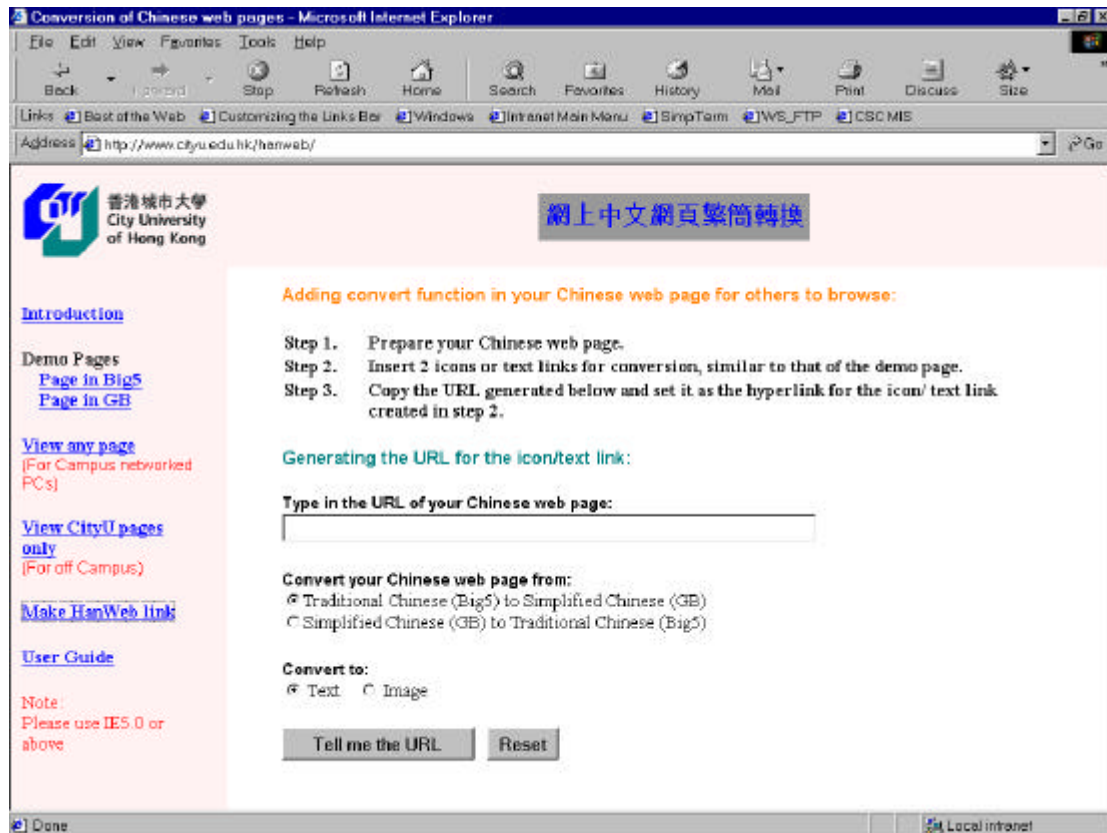 Conversion of Chinese web pages - Microsoft Internet Explorer
File Edit View Favorites Tools Help
Back Forward Stop Refresh Home Search Favorites History Mail Print Discuss Size
Links Best of the Web Customizing the Links Bar Windows Intranet Main Menu SimpTerm WS_FTP CSC MIS
Address http://www.cityu.edu.hk/hanweb/ Go
香港城市大學
City University
of Hong Kong
網上中文網頁繁簡轉換
Introduction
Demo Pages
Page in Big5
Page in GB
View any page
(For Campus networked
PCs)
View CityU pages
only
(For off Campus)
Make HanWeb link
User Guide
Note:
Please use IE5.0 or
above
Adding convert function in your Chinese web page for others to browse:
Step 1. Prepare your Chinese web page.
Step 2. Insert 2 icons or text links for conversion, similar to that of the demo page.
Step 3. Copy the URL generated below and set it as the hyperlink for the icon/ text link
created in step 2.
Generating the URL for the icon/text link:
Type in the URL of your Chinese web page:
Convert your Chinese web page from:
Traditional Chinese (Big5) to Simplified Chinese (GB)
Simplified Chinese (GB) to Traditional Chinese (Big5)
Convert to:
Text Image
Tell me the URL Reset
Done Local intranet